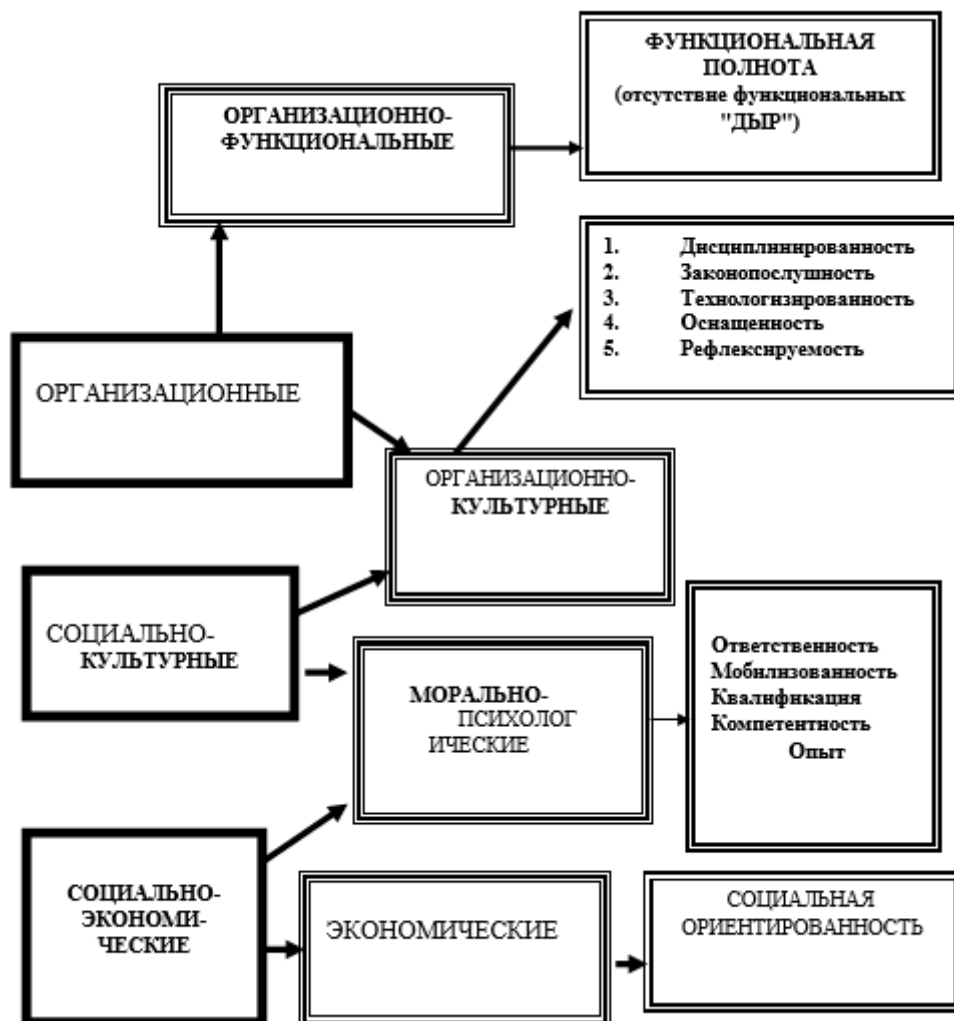 ФУНКЦИОНАЛЬНАЯ
ПОЛНОТА
(отсутствие функциональных
"ДЫР")
ОРГАНИЗАЦИОННО-
ФУНКЦИОНАЛЬНЫЕ
1. Дисциплинированность
2. Законопослушность
3. Технологизированность
4. Оснащенность
5. Рефлексируемость
ОРГАНИЗАЦИОННЫЕ
ОРГАНИЗАЦИОННО-
КУЛЬТУРНЫЕ
СОЦИАЛЬНО-
КУЛЬТУРНЫЕ
МОРАЛЬНО-
ПСИХОЛОГ
ИЧЕСКИЕ
Ответственность
Мобилизованность
Квалификация
Компетентность
Опыт
СОЦИАЛЬНО-
ЭКОНОМИ-
ЧЕСКИЕ
ЭКОНОМИЧЕСКИЕ
СОЦИАЛЬНАЯ
ОРИЕНТИРОВАННОСТЬ